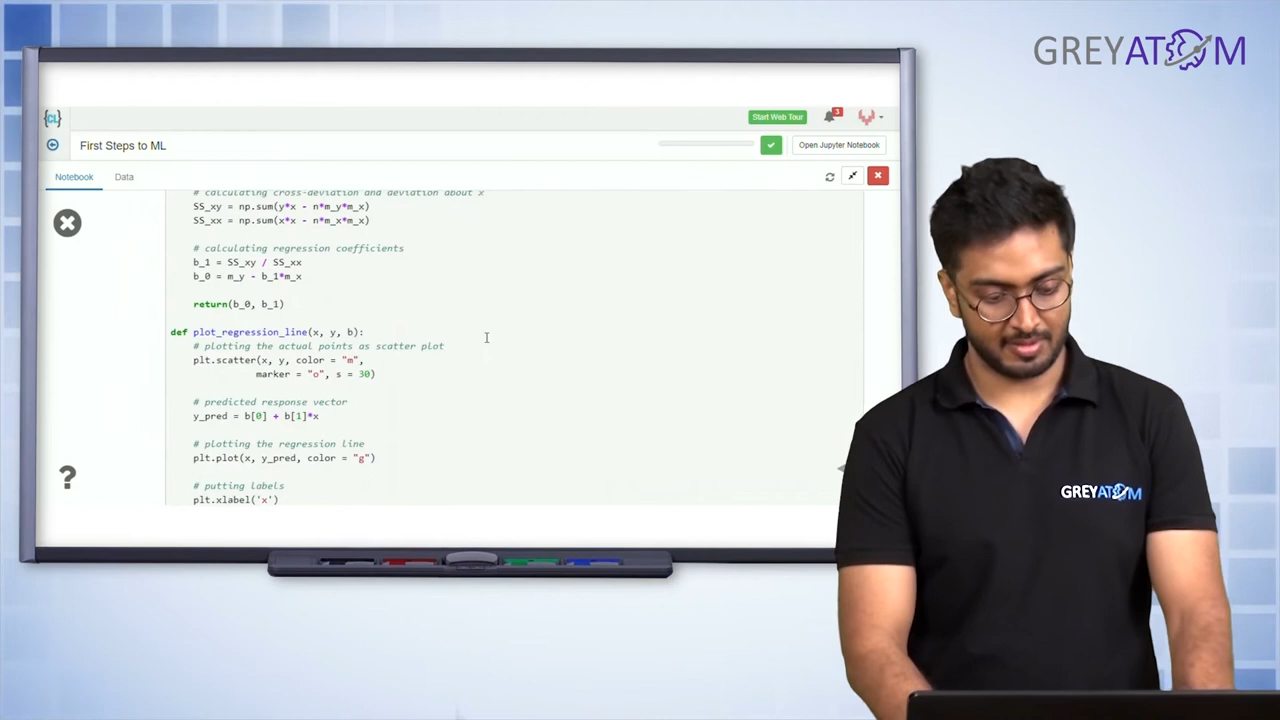 GREYATOM
{CL}
Start Web Tour
3
First Steps to ML
Open Jupyter Notebook
Notebook
Data
# calculating cross-deviation and deviation about x
SS_xy = np.sum(y*x - n*m_y*m_x)
SS_xx = np.sum(x*x - n*m_x*m_x)
# calculating regression coefficients
b_1 = SS_xy / SS_xx
b_0 = m_y - b_1*m_x
return(b_0, b_1)
def plot_regression_line(x, y, b):
# plotting the actual points as scatter plot
plt.scatter(x, y, color = "m",
marker = "o", s = 30)
# predicted response vector
y_pred = b[0] + b[1]*x
# plotting the regression line
plt.plot(x, y_pred, color = "g")
# putting labels
plt.xlabel('x')
?
GREYATOM